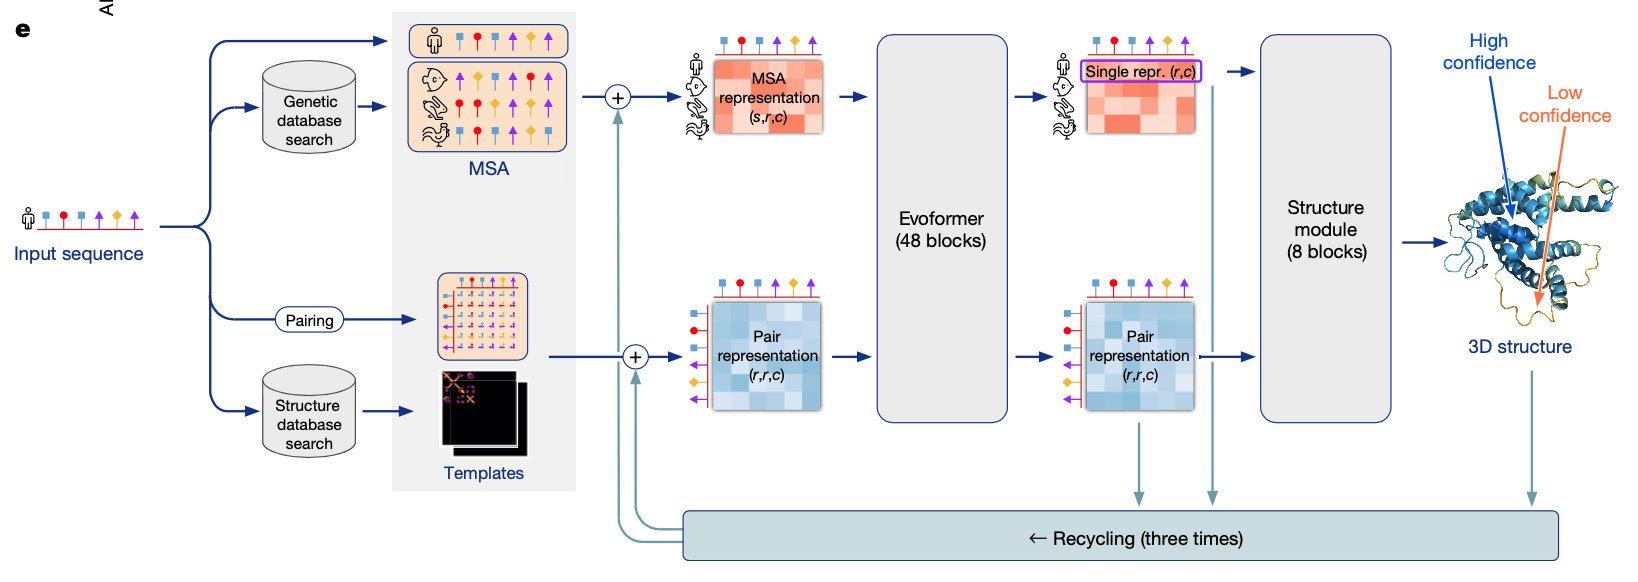 e
Genetic
database
search
MSA
Input sequence
Pairing
Structure
database
search
Templates
+
MSA
representation
(s,r,c)
+
Pair
representation
(r,r,c)
Evoformer
(48 blocks)
Single repr. (r,c)
Pair
representation
(r,r,c)
Structure
module
(8 blocks)
High
confidence
Low
confidence
3D structure
← Recycling (three times)